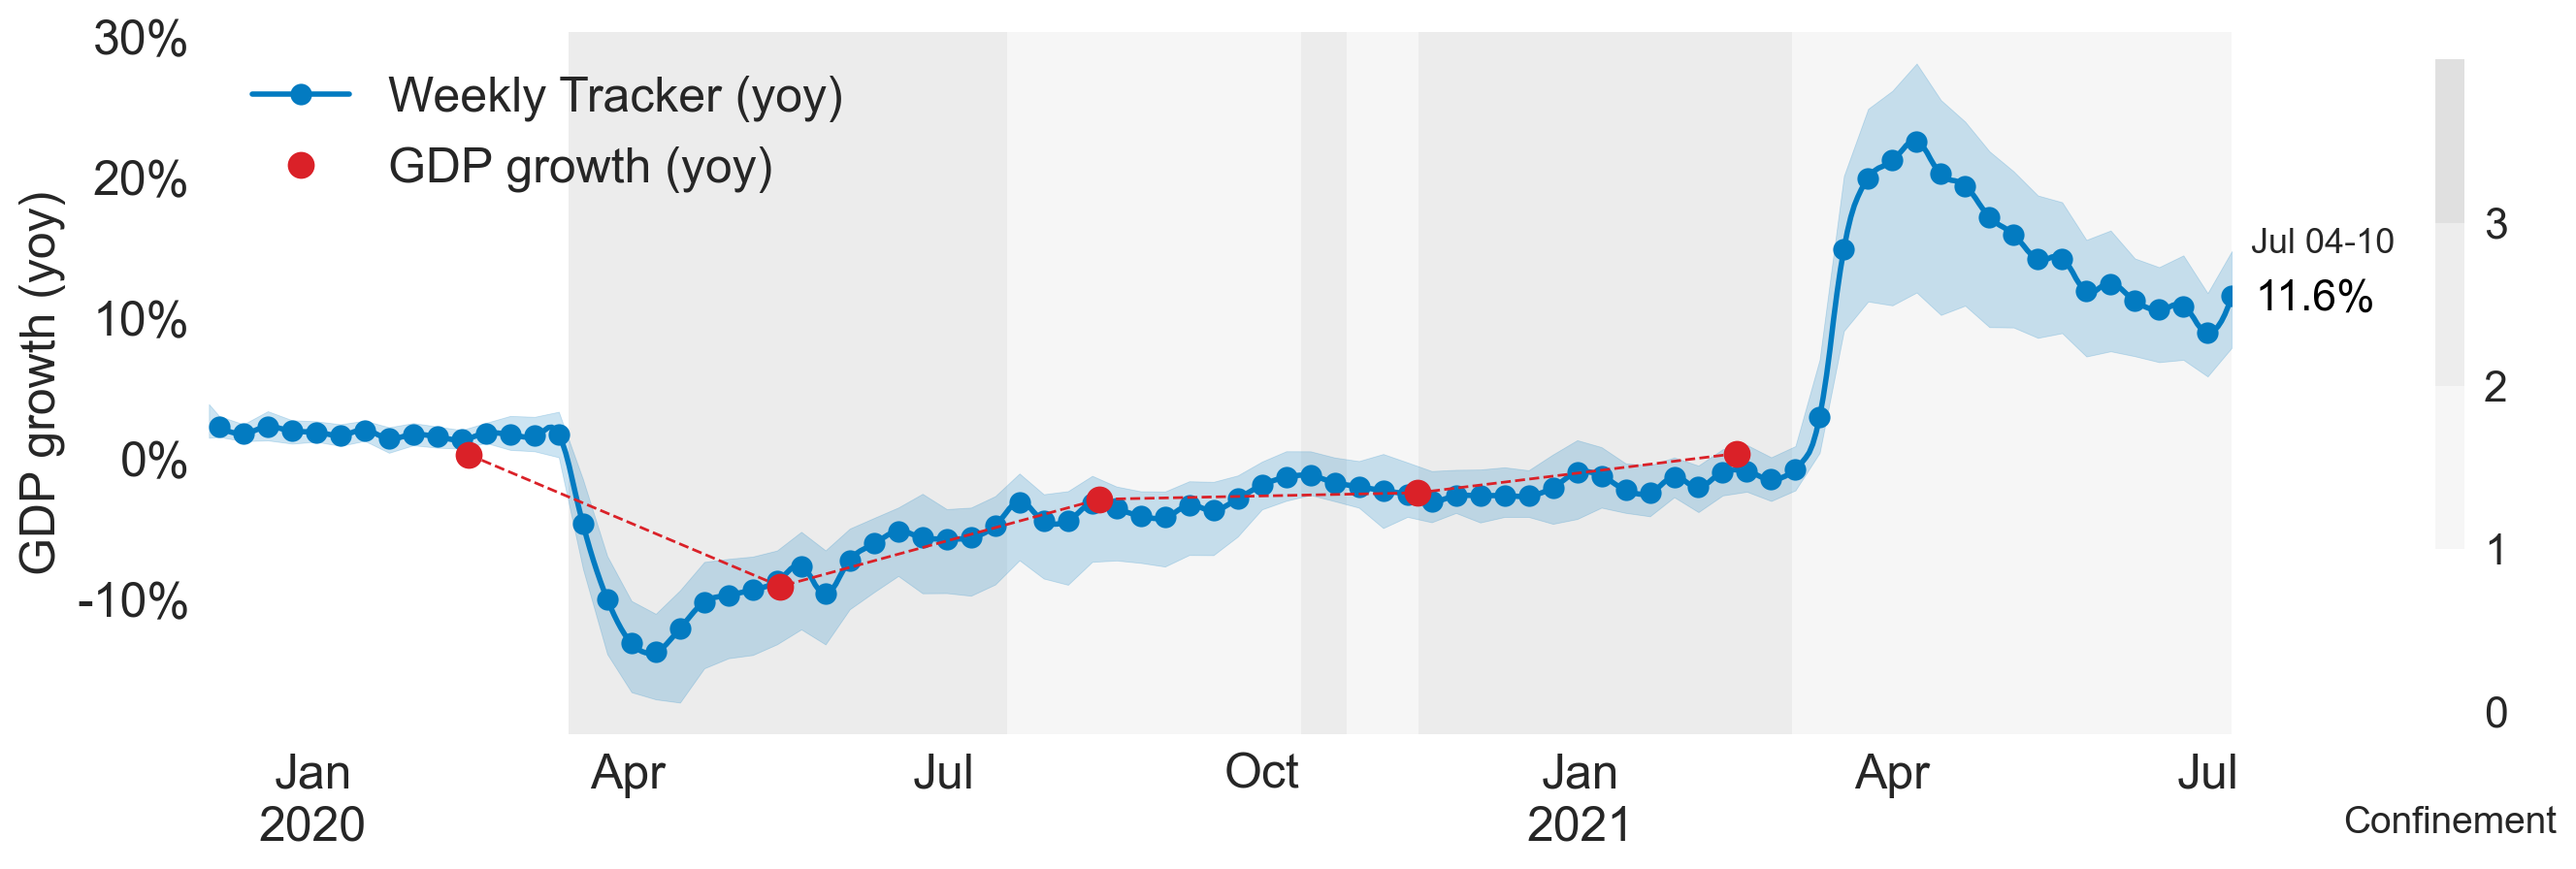 30%
20%
10%
0%
-10%
GDP growth (yoy)
Weekly Tracker (yoy)
GDP growth (yoy)
Jul 04-10
11.6%
3
2
1
0
Jan
2020
Apr
Jul
Oct
Jan
2021
Apr
Jul
Confinement